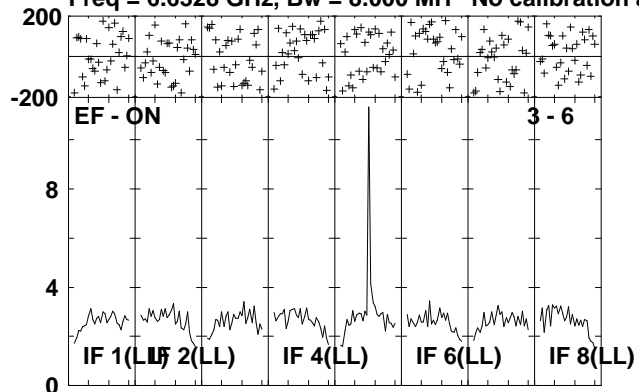 Freq = 6.6328 GHz, Bw = 8.000 MH No calibration a
200
-200
EF - ON 3 - 6
8
4
0
IF 1(LL) IF 2(LL) IF 4(LL) IF 6(LL) IF 8(LL)